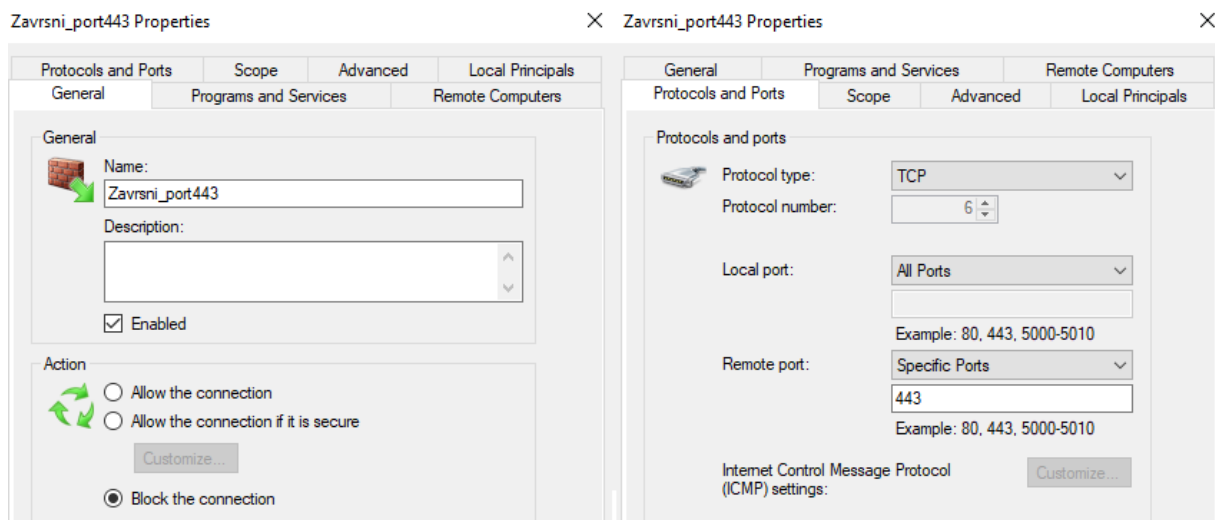 Zavrsni_port443 Properties
Protocols and Ports Scope Advanced Local Principals
General Programs and Services Remote Computers
General
Name:
Zavrsni_port443
Description:
Enabled
Action
Allow the connection
Allow the connection if it is secure
Customize...
Block the connection
Zavrsni_port443 Properties
General Programs and Services Remote Computers
Protocols and Ports Scope Advanced Local Principals
Protocols and ports
Protocol type: TCP
Protocol number: 6
Local port: All Ports
Example: 80, 443, 5000-5010
Remote port: Specific Ports
443
Example: 80, 443, 5000-5010
Internet Control Message Protocol Customize...
(ICMP) settings: